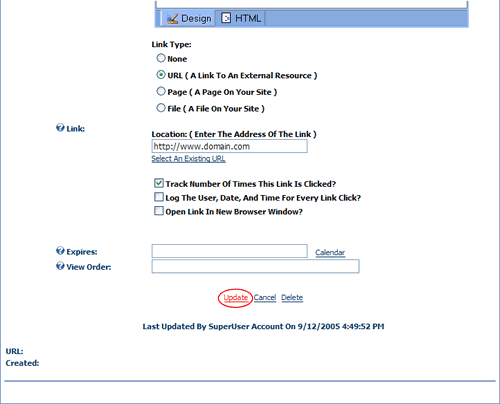 Design HTML
Link Type:
None
URL ( A Link To An External Resource )
Page ( A Page On Your Site )
File ( A File On Your Site )
Link:
Location: ( Enter The Address Of The Link )
http://www.domain.com
Select An Existing URL
Track Number Of Times This Link Is Clicked?
Log The User, Date, And Time For Every Link Click?
Open Link In New Browser Window?
Expires: Calendar
View Order:
Update Cancel Delete
Last Updated By SuperUser Account On 9/12/2005 4:49:52 PM
URL:
Created: